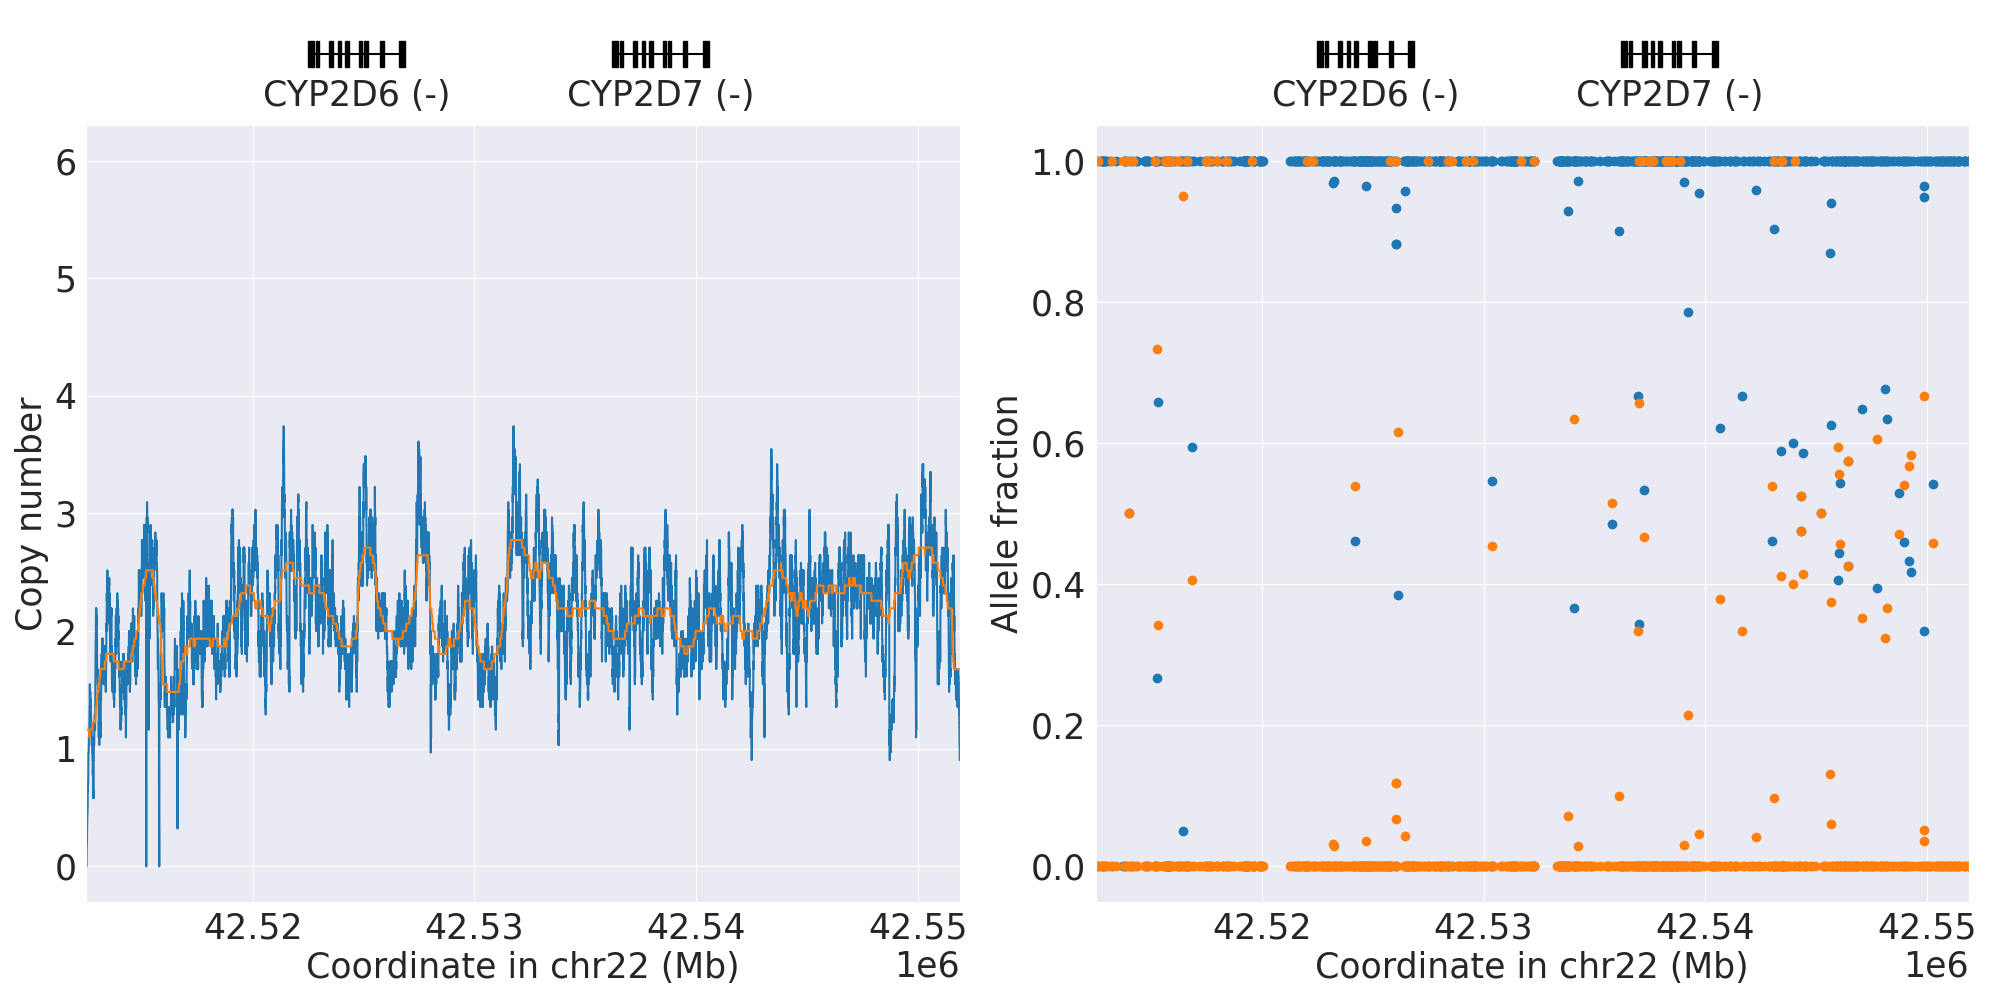 CYP2D6 (-) CYP2D7 (-)
6
5
4
3
2
1
0
Copy number
42.52 42.53 42.54 42.55
Coordinate in chr22 (Mb) 1e6
CYP2D6 (-) CYP2D7 (-)
1.0
0.8
0.6
0.4
0.2
0.0
Allele fraction
42.52 42.53 42.54 42.55
Coordinate in chr22 (Mb) 1e6